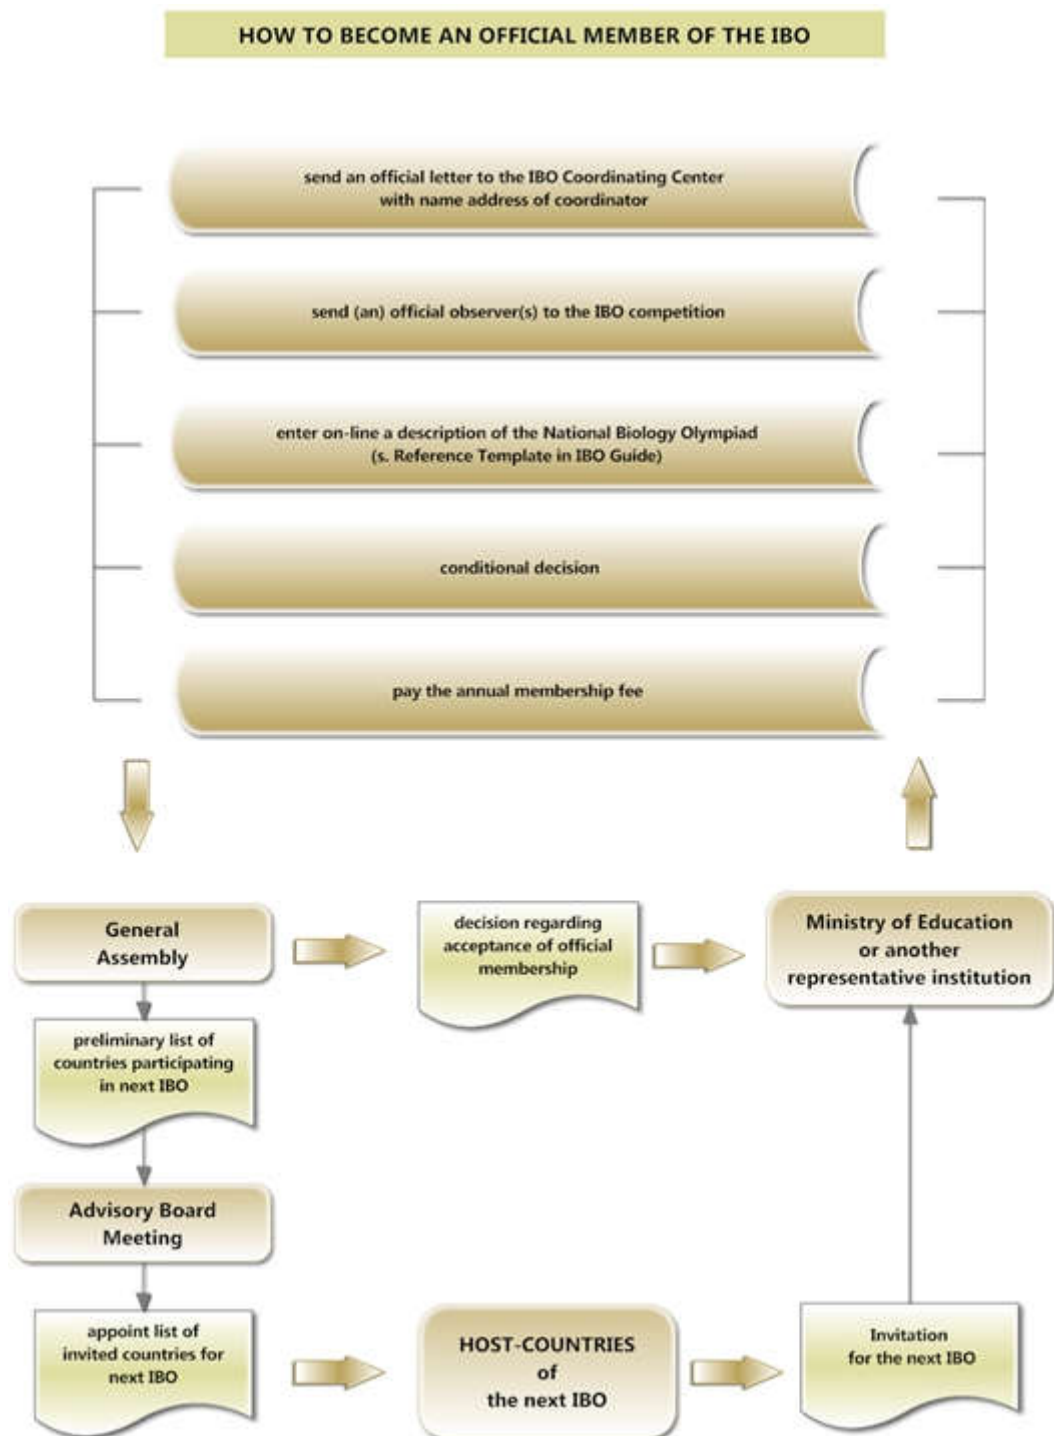 HOW TO BECOME AN OFFICIAL MEMBER OF THE IBO
send an official letter to the IBO Coordinating Center
with name address of coordinator
send (an) official observer(s) to the IBO competition
enter on-line a description of the National Biology Olympiad
(s. Reference Template in IBO Guide)
conditional decision
pay the annual membership fee
General
Assembly
decision regarding
acceptance of official
membership
Ministry of Education
or another
representative institution
preliminary list of
countries participating
in next IBO
Advisory Board
Meeting
appoint list of
invited countries for
next IBO
HOST-COUNTRIES
of
the next IBO
Invitation
for the next IBO